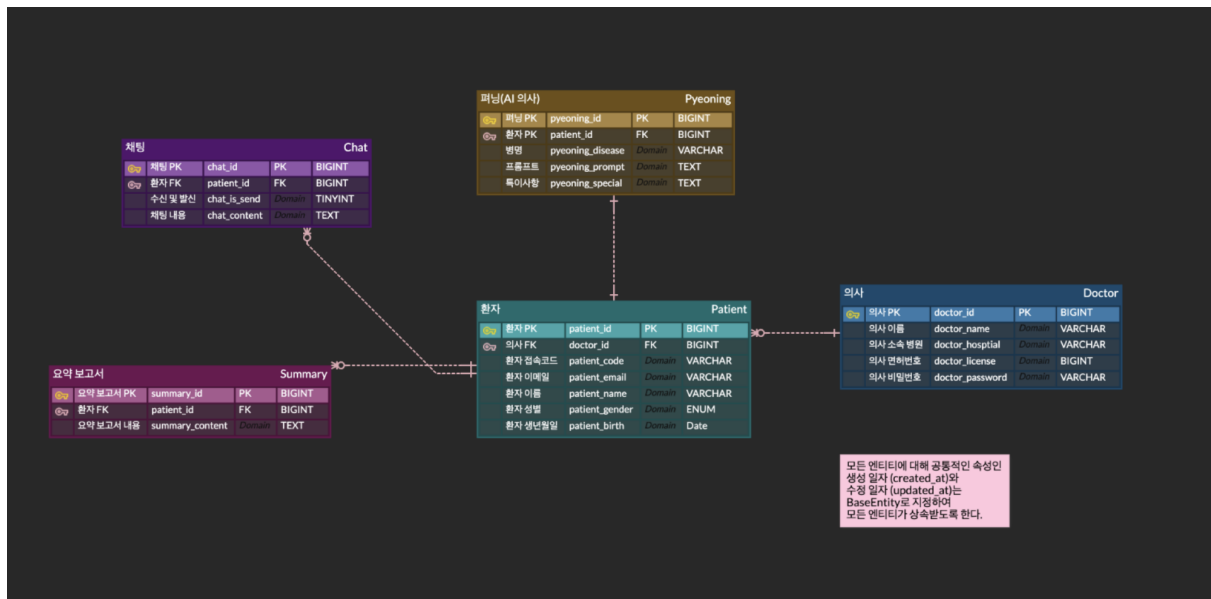 펴닝(AI 의사) Pyeoning
펴닝 PK pyeoning_id PK BIGINT
환자 PK patient_id FK BIGINT
병명 pyeoning_disease Domain VARCHAR
프롬프트 pyeoning_prompt Domain TEXT
특이사항 pyeoning_special Domain TEXT
채팅 Chat
채팅 PK chat_id PK BIGINT
환자 FK patient_id FK BIGINT
수신 및 발신 chat_is_send Domain TINYINT
채팅 내용 chat_content Domain TEXT
환자 Patient
환자 PK patient_id PK BIGINT
의사 FK doctor_id FK BIGINT
환자 접속코드 patient_code Domain VARCHAR
환자 이메일 patient_email Domain VARCHAR
환자 이름 patient_name Domain VARCHAR
환자 성별 patient_gender Domain ENUM
환자 생년월일 patient_birth Domain Date
의사 Doctor
의사 PK doctor_id PK BIGINT
의사 이름 doctor_name Domain VARCHAR
의사 소속 병원 doctor_hosptial Domain VARCHAR
의사 면허번호 doctor_license Domain BIGINT
의사 비밀번호 doctor_password Domain VARCHAR
요약 보고서 Summary
요약 보고서 PK summary_id PK BIGINT
환자 FK patient_id FK BIGINT
요약 보고서 내용 summary_content Domain TEXT
모든 엔티티에 대해 공통적인 속성인
생성 일자 (created_at)와
수정 일자 (updated_at)는
BaseEntity로 지정하여
모든 엔티티가 상속받도록 한다.